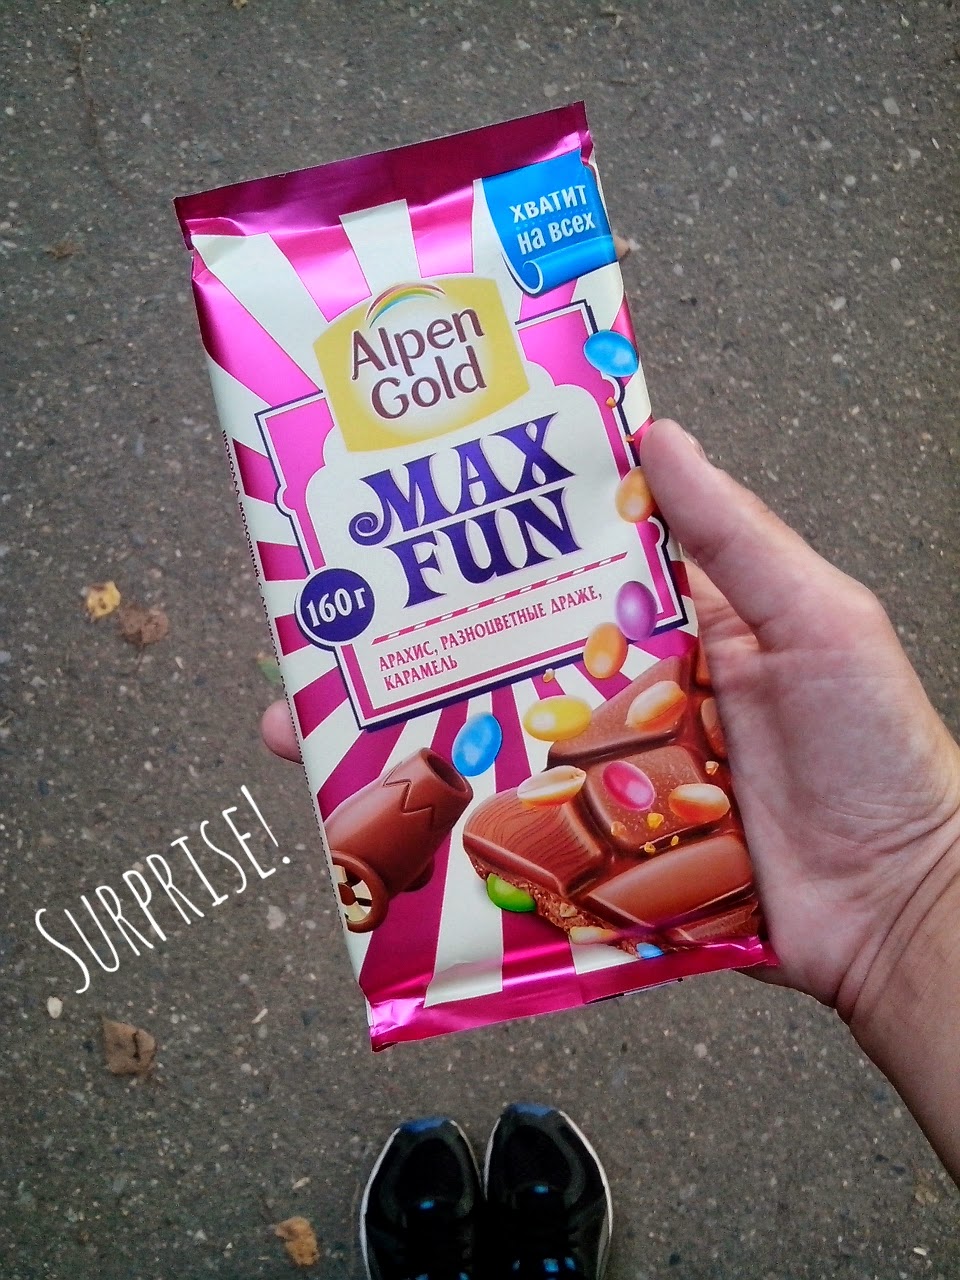 ХВАТИТ
на всех
Alpen
Gold
MAX
FUN
160 г
АРАХИС, РАЗНОЦВЕТНЫЕ ДРАЖЕ,
КАРАМЕЛЬ
SURPRISE!